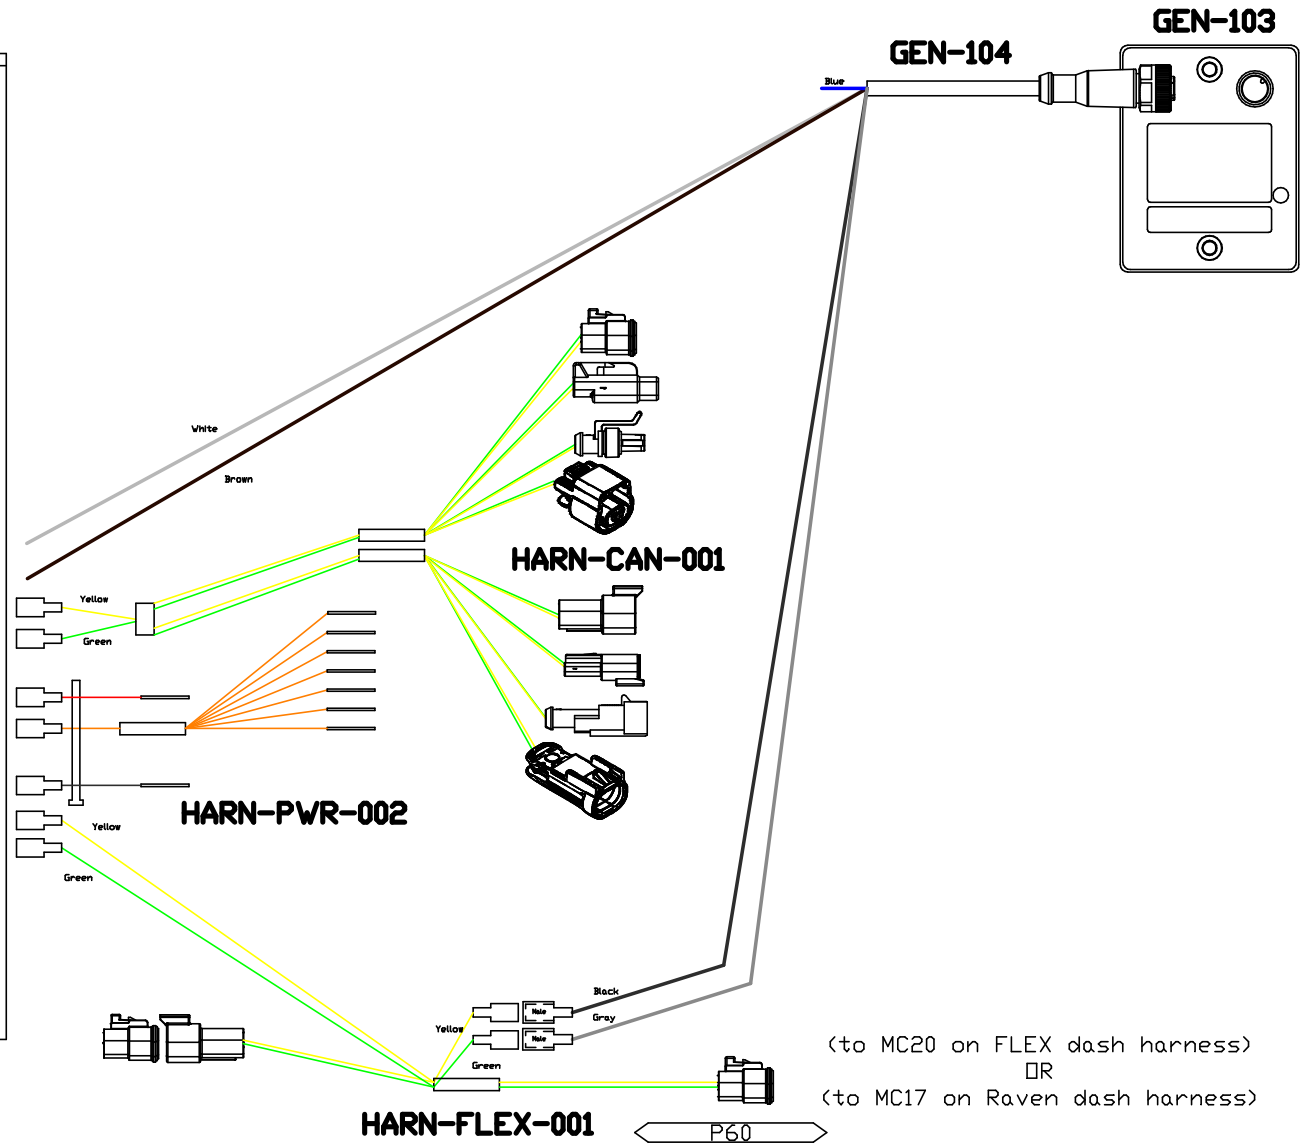 GEN-103
GEN-104
Blue
White
Brown
HARN-CAN-001
Yellow
Green
HARN-PWR-002
Yellow
Green
Black
Male
Gray
Yellow
Male
Green
(to MC20 on FLEX dash harness)
OR
(to MC17 on Raven dash harness)
HARN-FLEX-001
P60